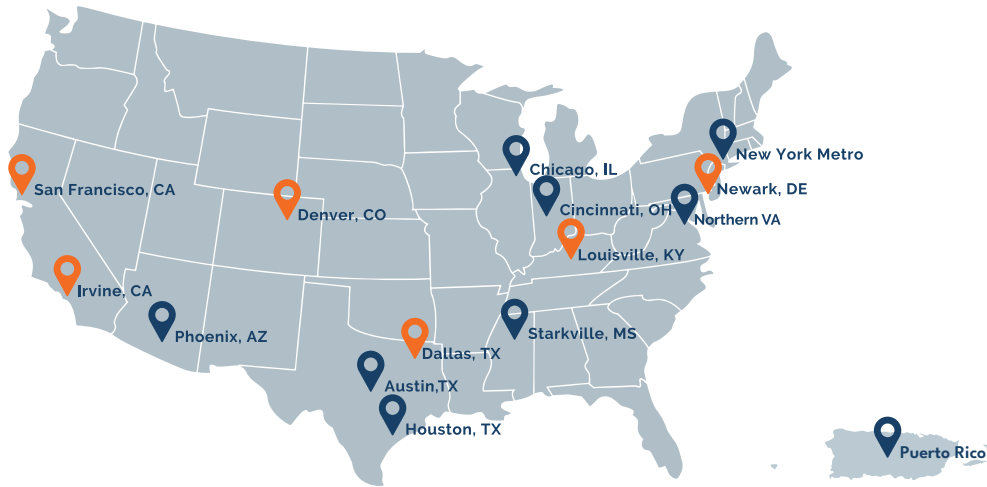 New York Metro
Chicago, IL
San Francisco, CA
Newark, DE
Cincinnati, OH
Denver, CO
Northern VA
Louisville, KY
Irvine, CA
Phoenix, AZ
Starkville, MS
Dallas, TX
Austin,TX
Houston, TX
Puerto Rico